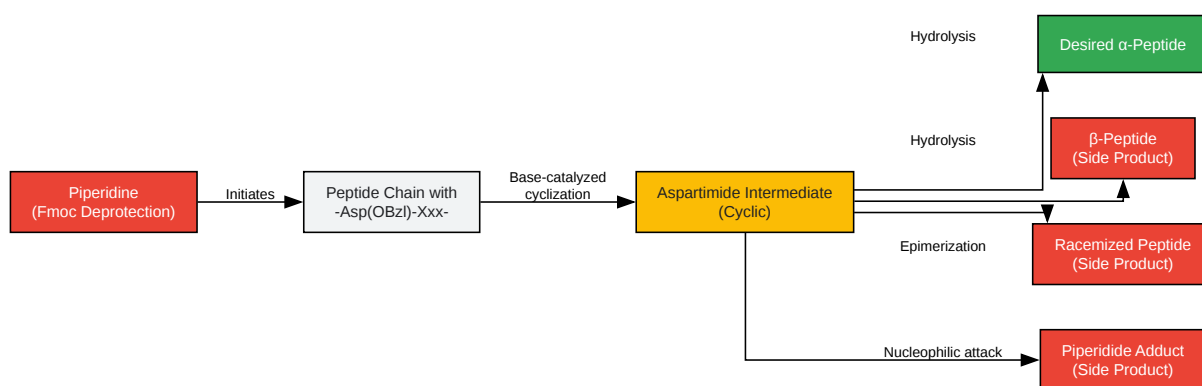 Hydrolysis
Desired α-Peptide
Hydrolysis
β-Peptide
(Side Product)
Piperidine
(Fmoc Deprotection)
Initiates
Peptide Chain with
-Asp(OBzl)-Xxx-
Base-catalyzed
cyclization
Aspartimide Intermediate
(Cyclic)
Epimerization
Racemized Peptide
(Side Product)
Nucleophilic attack
Piperidide Adduct
(Side Product)